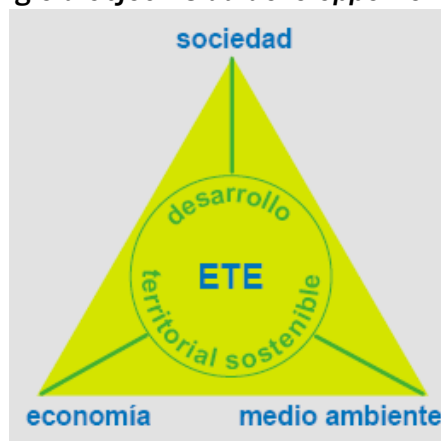 sociedad
desarrollo
ETE
territorial sostenible
economía
medio ambiente